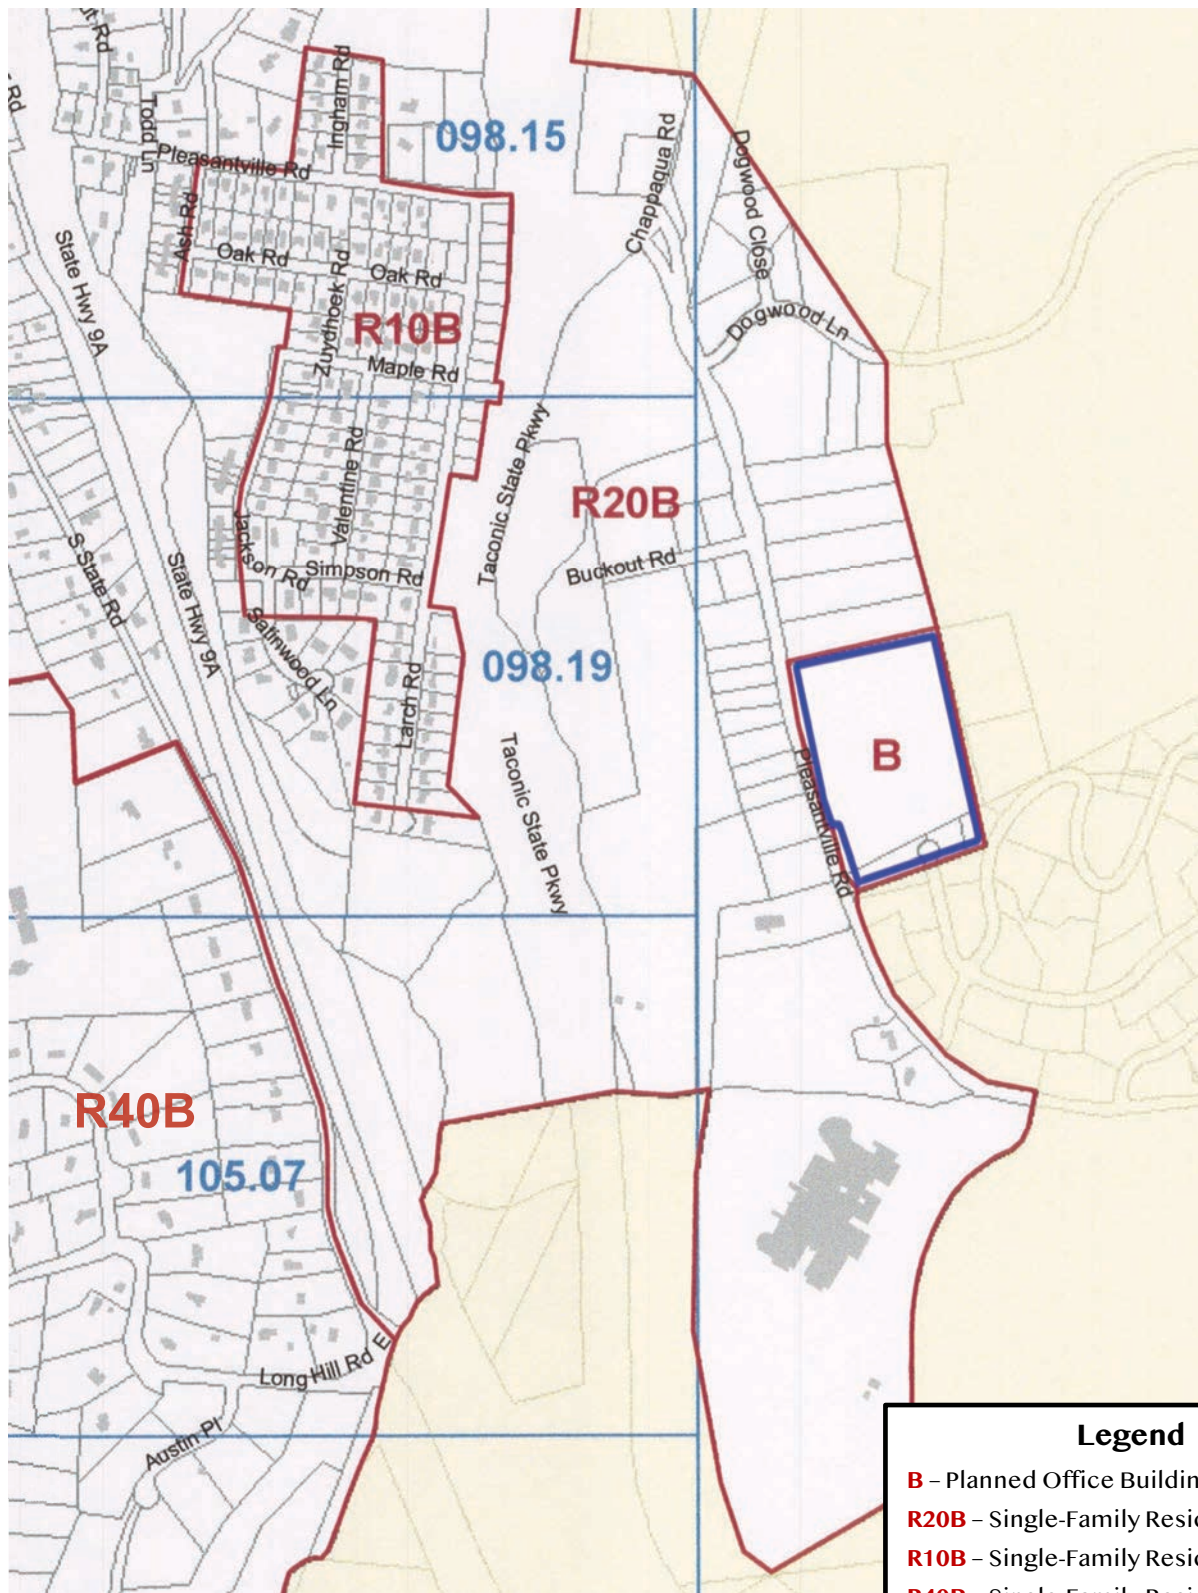 Rd
Ingham Rd
Todd Ln
098.15
Pleasantville Rd
Chappaqua Rd
Dogwood Close
Ash Rd
State Hwy 9A
Oak Rd
Oak Rd
Zuydhoek Rd
R10B
Dogwood Ln
Maple Rd
Taconic State Pkwy
Valentine Rd
R20B
S State Rd
State Hwy 9A
Jackson Rd
Simpson Rd
Buckout Rd
Satinwood Ln
098.19
Larch Rd
Taconic State Pkwy
B
Pleasantville Rd
R40B
105.07
Long Hill Rd E
Austin Pl
Legend
B – Planned Office Buildin
R20B – Single-Family Resi
R10B – Single-Family Resi